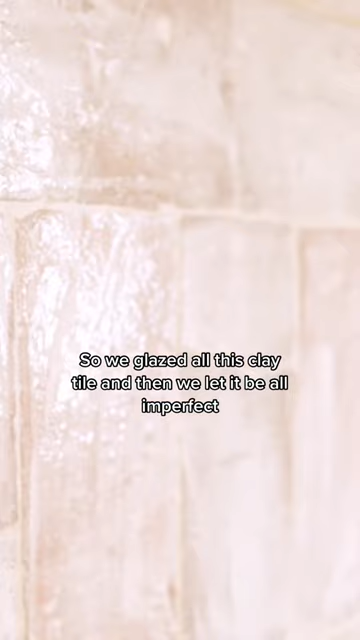 So we glazed all this clay
tile and then we let it be all
imperfect